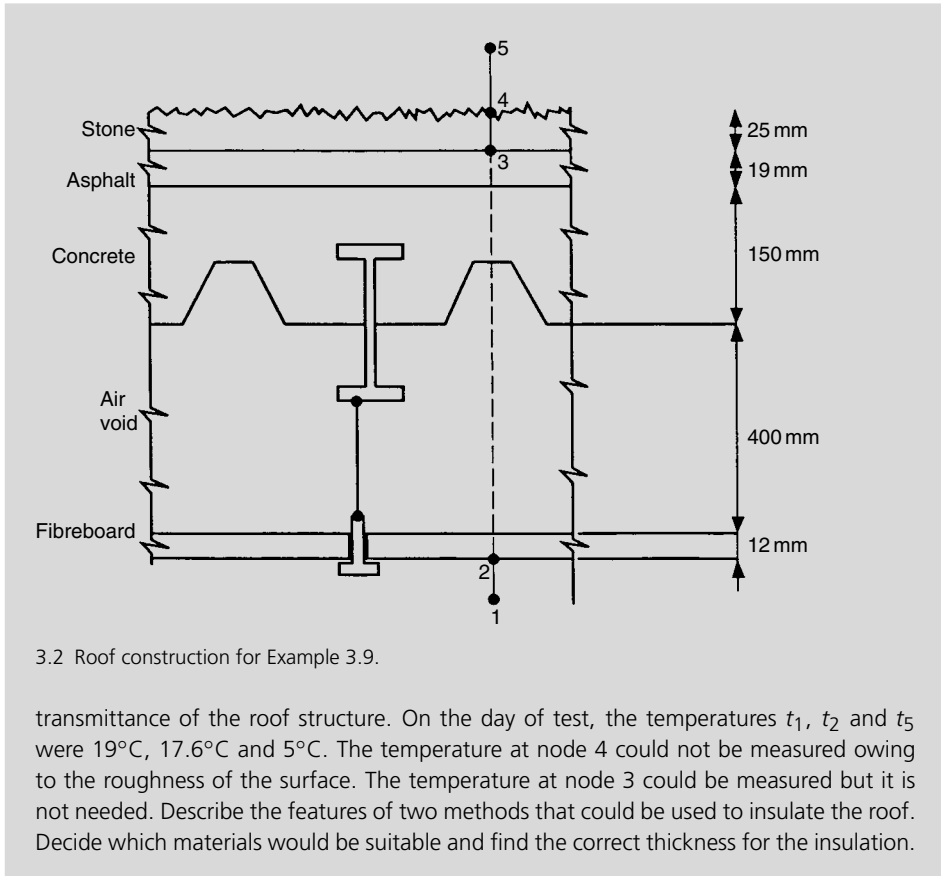 5
4
Stone
25 mm
3
19 mm
Asphalt
Concrete
150 mm
Air
void
400 mm
Fibreboard
12 mm
2
1
3.2 Roof construction for Example 3.9.
transmittance of the roof structure. On the day of test, the temperatures t₁, t₂ and t₅
were 19°C, 17.6°C and 5°C. The temperature at node 4 could not be measured owing
to the roughness of the surface. The temperature at node 3 could be measured but it is
not needed. Describe the features of two methods that could be used to insulate the roof.
Decide which materials would be suitable and find the correct thickness for the insulation.